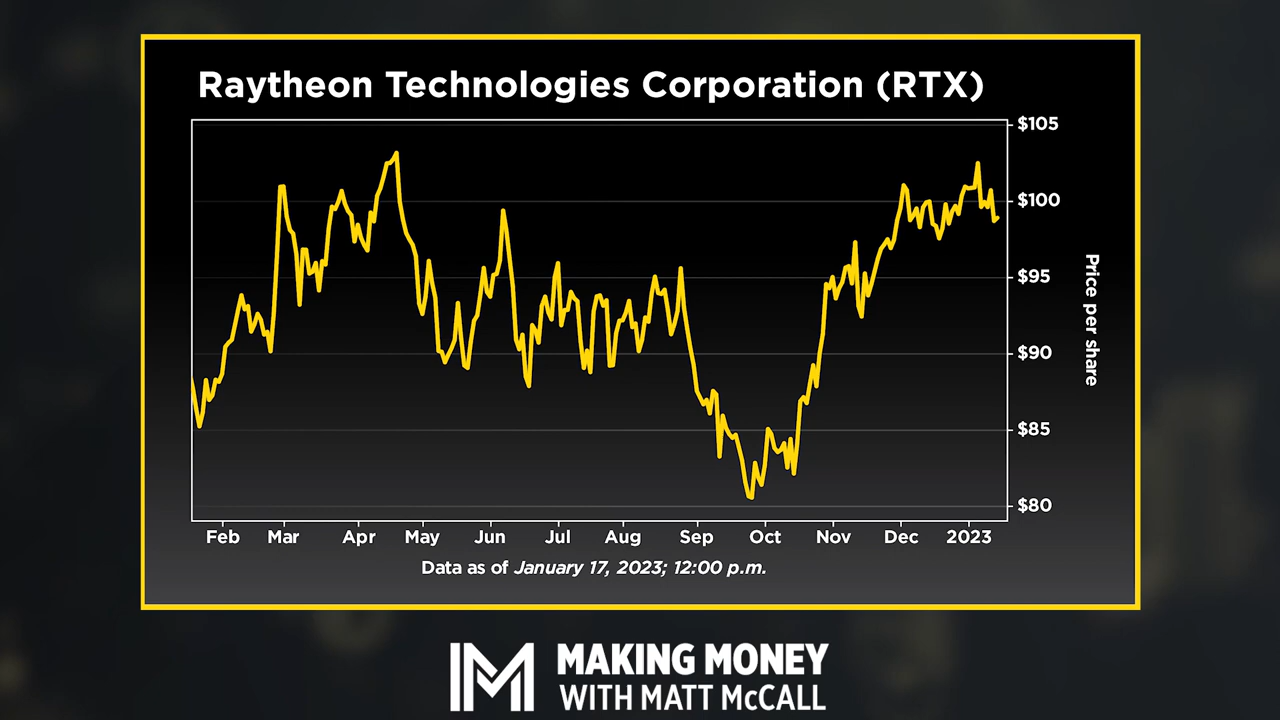 Raytheon Technologies Corporation (RTX)
$105
$100
$95
$90
$85
$80
Price per share
Feb Mar Apr May Jun Jul Aug Sep Oct Nov Dec 2023
Data as of January 17, 2023; 12:00 p.m.
MAKING MONEY
WITH MATT McCALL